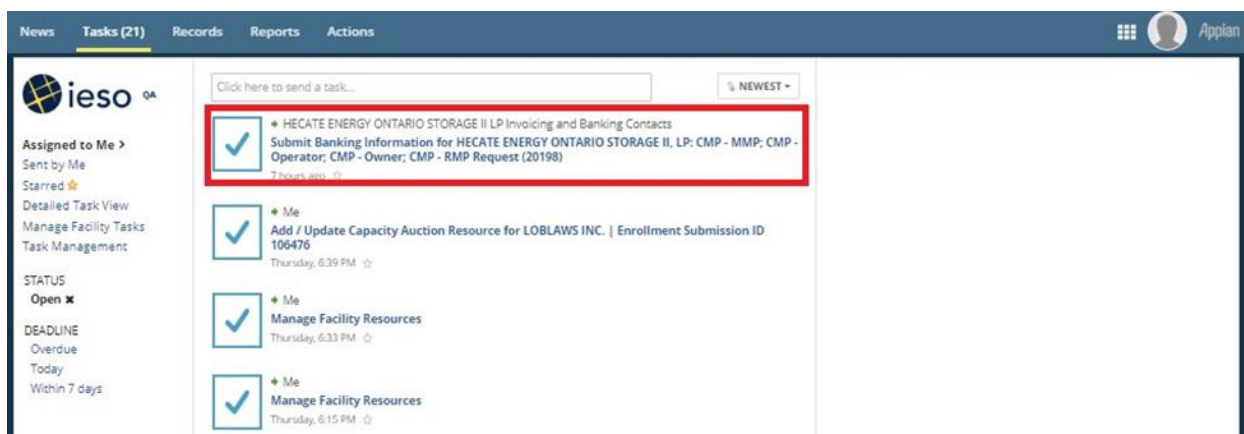 News Tasks (21) Records Reports Actions Appian
ieso QA
Assigned to Me >
Sent by Me
Starred
Detailed Task View
Manage Facility Tasks
Task Management
STATUS
Open ✖
DEADLINE
Overdue
Today
Within 7 days
Click here to send a task... NEWEST
HECATE ENERGY ONTARIO STORAGE II LP Invoicing and Banking Contacts
Submit Banking Information for HECATE ENERGY ONTARIO STORAGE II, LP: CMP - MMP; CMP -
Operator; CMP - Owner; CMP - RMP Request (20198)
7 hours ago
Me
Add / Update Capacity Auction Resource for LOBLAWS INC. | Enrollment Submission ID
106476
Thursday, 6:39 PM
Me
Manage Facility Resources
Thursday, 6:33 PM
Me
Manage Facility Resources
Thursday, 6:15 PM